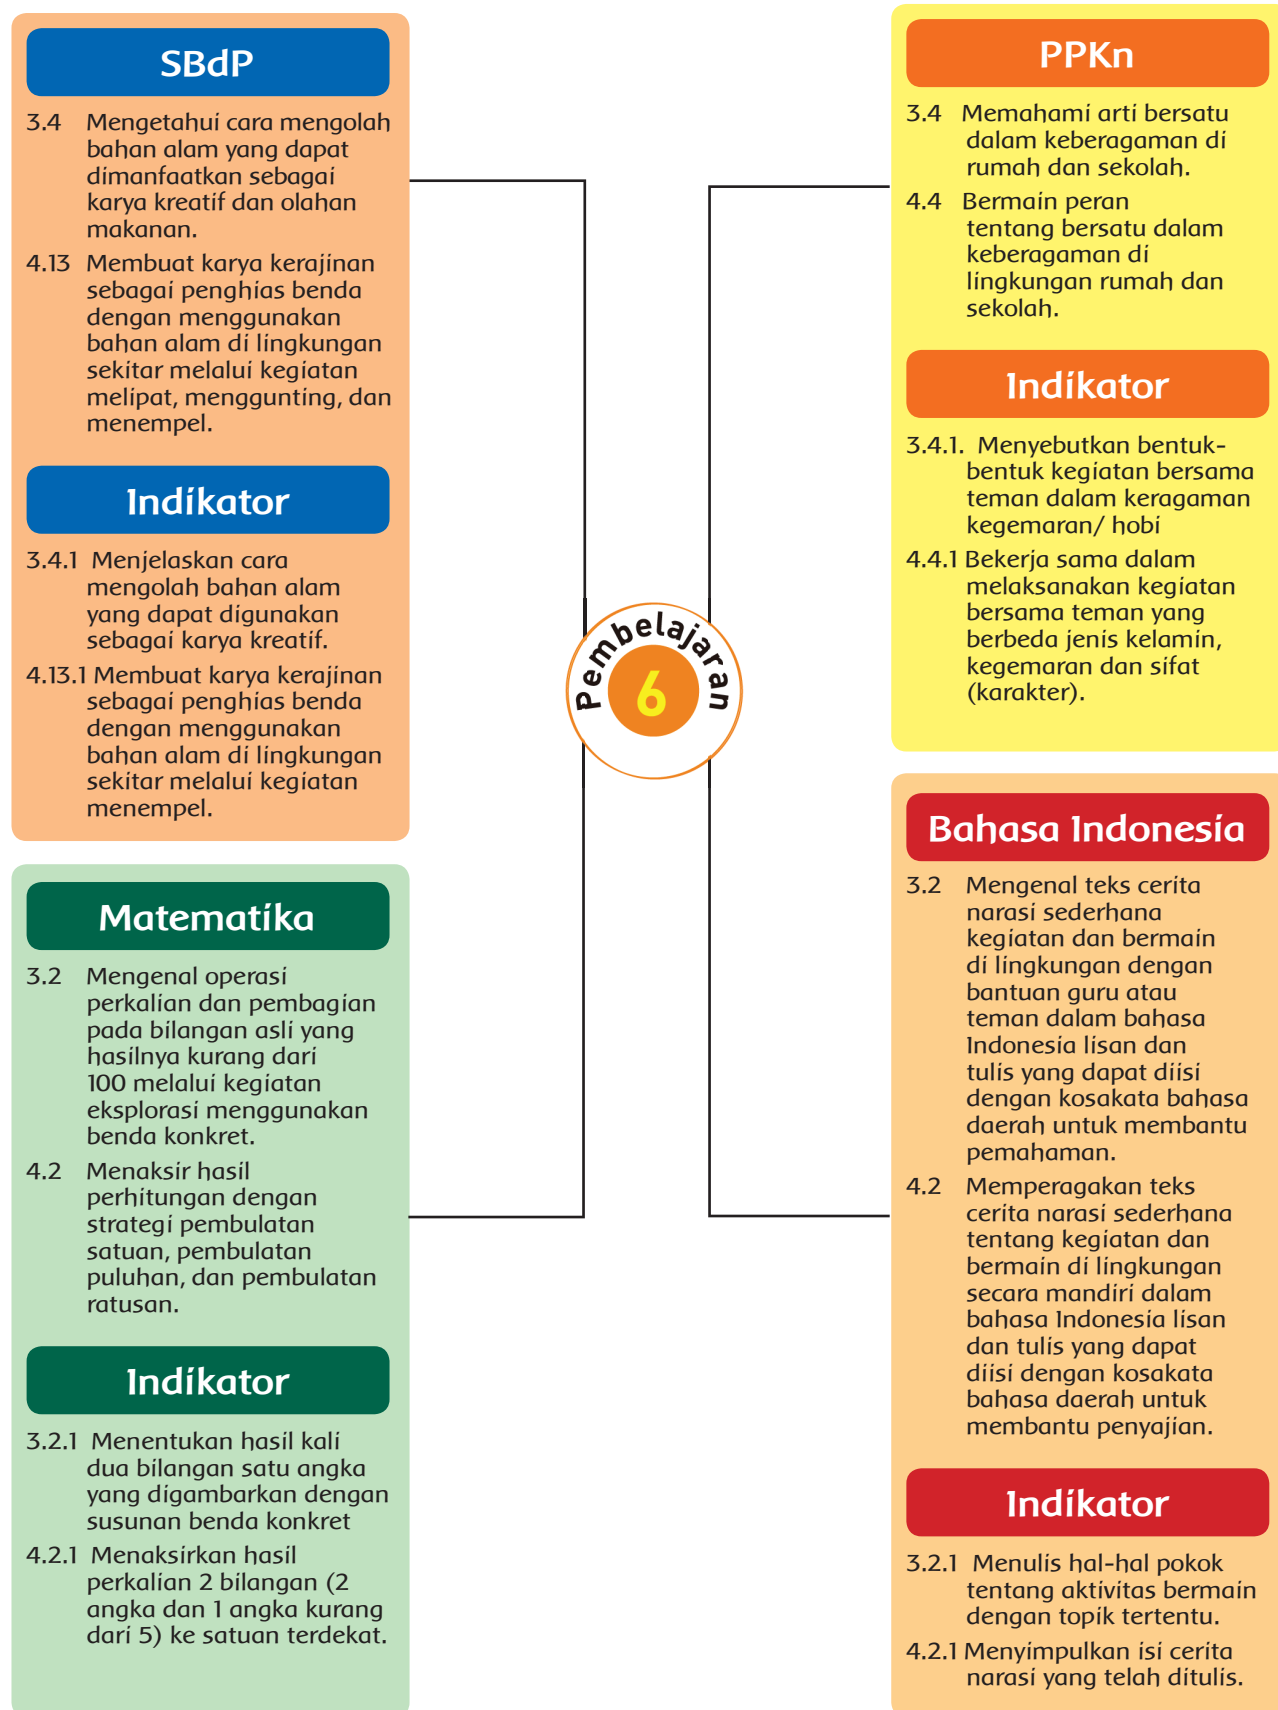 SBdP
3.4 Mengetahui cara mengolah
bahan alam yang dapat
dimanfaatkan sebagai
karya kreatif dan olahan
makanan.
4.13 Membuat karya kerajinan
sebagai penghias benda
dengan menggunakan
bahan alam di lingkungan
sekitar melalui kegiatan
melipat, menggunting, dan
menempel.
Indikator
3.4.1 Menjelaskan cara
mengolah bahan alam
yang dapat digunakan
sebagai karya kreatif.
4.13.1 Membuat karya kerajinan
sebagai penghias benda
dengan menggunakan
bahan alam di lingkungan
sekitar melalui kegiatan
menempel.
Matematika
3.2 Mengenal operasi
perkalian dan pembagian
pada bilangan asli yang
hasilnya kurang dari
100 melalui kegiatan
eksplorasi menggunakan
benda konkret.
4.2 Menaksir hasil
perhitungan dengan
strategi pembulatan
satuan, pembulatan
puluhan, dan pembulatan
ratusan.
Indikator
3.2.1 Menentukan hasil kali
dua bilangan satu angka
yang digambarkan dengan
susunan benda konkret
4.2.1 Menaksirkan hasil
perkalian 2 bilangan (2
angka dan 1 angka kurang
dari 5) ke satuan terdekat.
Pembelajaran
6
PPKn
3.4 Memahami arti bersatu
dalam keberagaman di
rumah dan sekolah.
4.4 Bermain peran
tentang bersatu dalam
keberagaman di
lingkungan rumah dan
sekolah.
Indikator
3.4.1. Menyebutkan bentuk-
bentuk kegiatan bersama
teman dalam keragaman
kegemaran/ hobi
4.4.1 Bekerja sama dalam
melaksanakan kegiatan
bersama teman yang
berbeda jenis kelamin,
kegemaran dan sifat
(karakter).
Bahasa Indonesia
3.2 Mengenal teks cerita
narasi sederhana
kegiatan dan bermain
di lingkungan dengan
bantuan guru atau
teman dalam bahasa
Indonesia lisan dan
tulis yang dapat diisi
dengan kosakata bahasa
daerah untuk membantu
pemahaman.
4.2 Memperagakan teks
cerita narasi sederhana
tentang kegiatan dan
bermain di lingkungan
secara mandiri dalam
bahasa Indonesia lisan
dan tulis yang dapat
diisi dengan kosakata
bahasa daerah untuk
membantu penyajian.
Indikator
3.2.1 Menulis hal-hal pokok
tentang aktivitas bermain
dengan topik tertentu.
4.2.1 Menyimpulkan isi cerita
narasi yang telah ditulis.